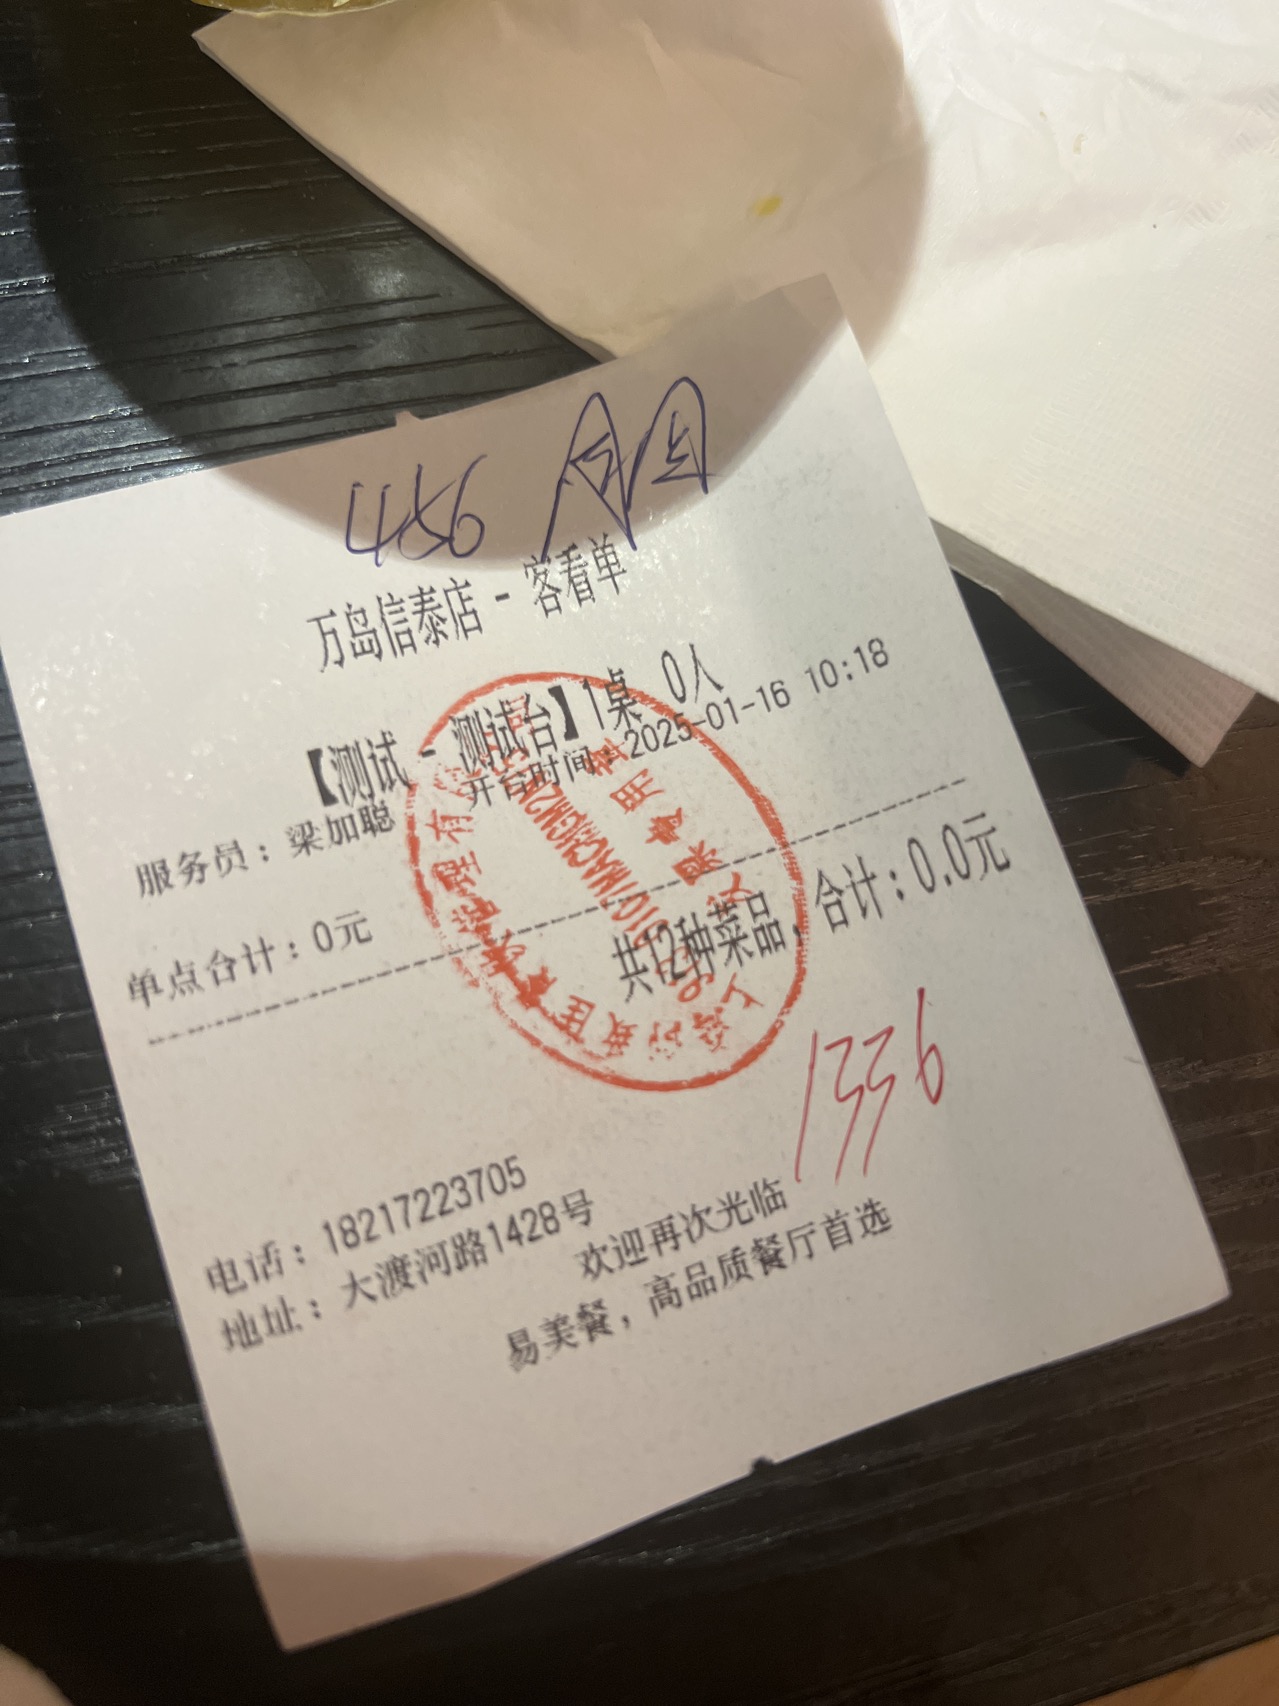 456
万岛信泰店 - 客看单
【测试 - 测试台】1桌 0人
开台时间：2025-01-16 10:18
服务员：梁加聪
单点合计：0元
共12种菜品，合计：0.0元
1336
电话：18217223705
地址：大渡河路1428号
欢迎再次光临
易美餐，高品质餐厅首选